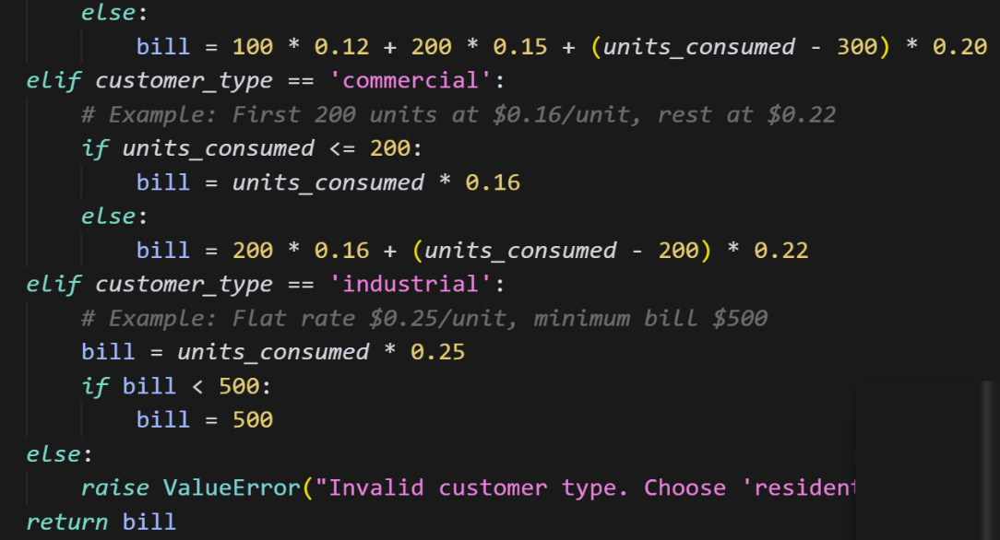 else:
bill = 100 * 0.12 + 200 * 0.15 + (units_consumed - 300) * 0.20
elif customer_type == 'commercial':
# Example: First 200 units at $0.16/unit, rest at $0.22
if units_consumed <= 200:
bill = units_consumed * 0.16
else:
bill = 200 * 0.16 + (units_consumed - 200) * 0.22
elif customer_type == 'industrial':
# Example: Flat rate $0.25/unit, minimum bill $500
bill = units_consumed * 0.25
if bill < 500:
bill = 500
else:
raise ValueError("Invalid customer type. Choose 'resident
return bill